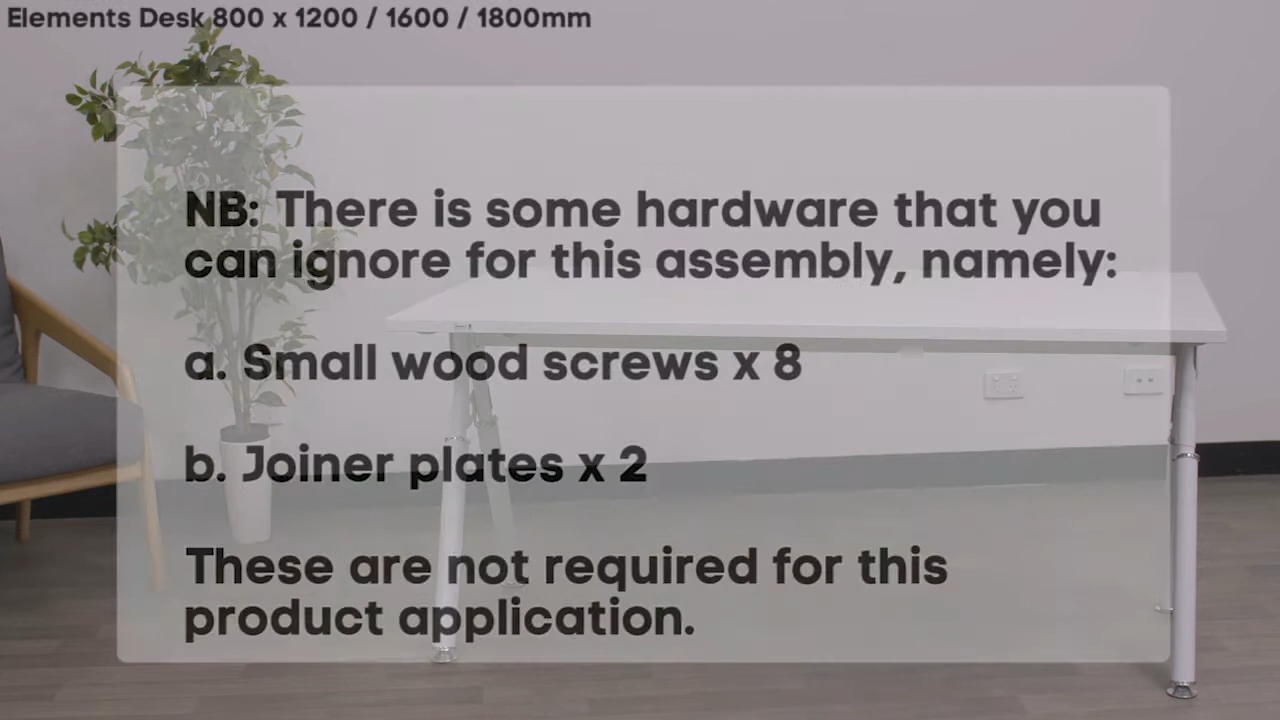 Elements Desk 800 x 1200 / 1600 / 1800mm
NB: There is some hardware that you
can ignore for this assembly, namely:
a. Small wood screws x 8
b. Joiner plates x 2
These are not required for this
product application.